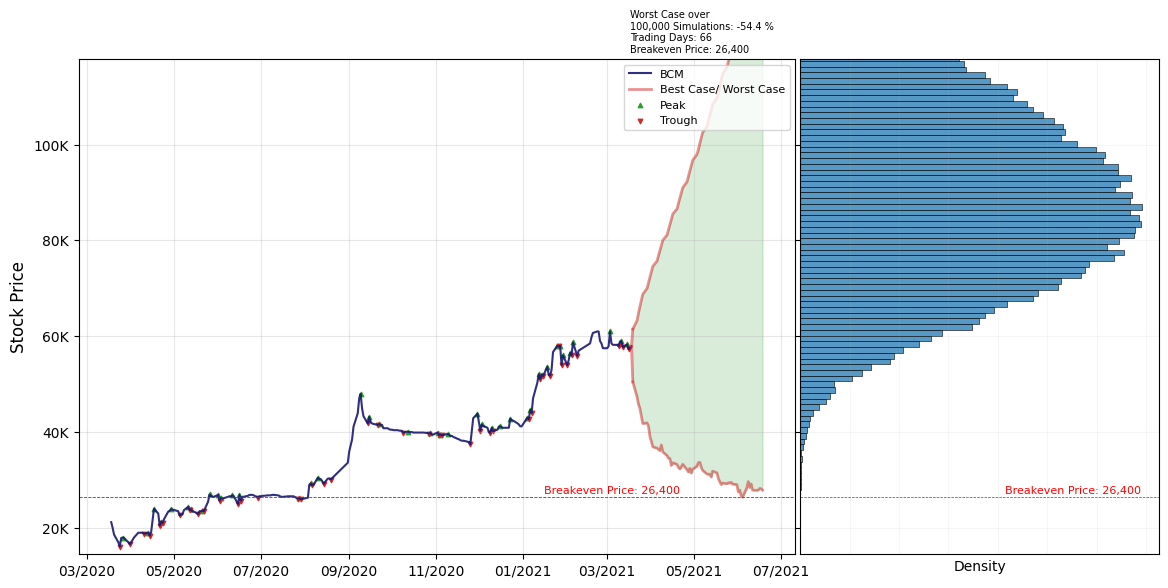 Worst Case over
100,000 Simulations: -54.4 %
Trading Days: 66
Breakeven Price: 26,400
BCM
Best Case/ Worst Case
Peak
Trough
Stock Price
100K
80K
60K
40K
20K
Breakeven Price: 26,400
Breakeven Price: 26,400
03/2020 05/2020 07/2020 09/2020 11/2020 01/2021 03/2021 05/2021 07/2021
Density